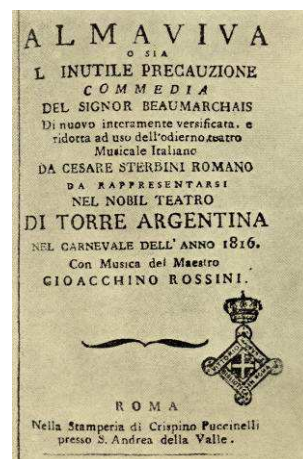 ALMAVIVA
O SIA
L INUTILE PRECAUZIONE
COMMEDIA
DEL SIGNOR BEAUMARCHAIS
Di nuovo interamente versificata, e
ridotta ad uso dell'odierno teatro
Musicale Italiano
DA CESARE STERBINI ROMANO
DA RAPPRESENTARSI
NEL NOBIL TEATRO
DI TORRE ARGENTINA
NEL CARNEVALE DELL' ANNO 1816.
Con Musica del Maestro
GIOACCHINO ROSSINI.
ROMA
Nella Stamperia di Crispino Puccinelli
presso S. Andrea della Valle.